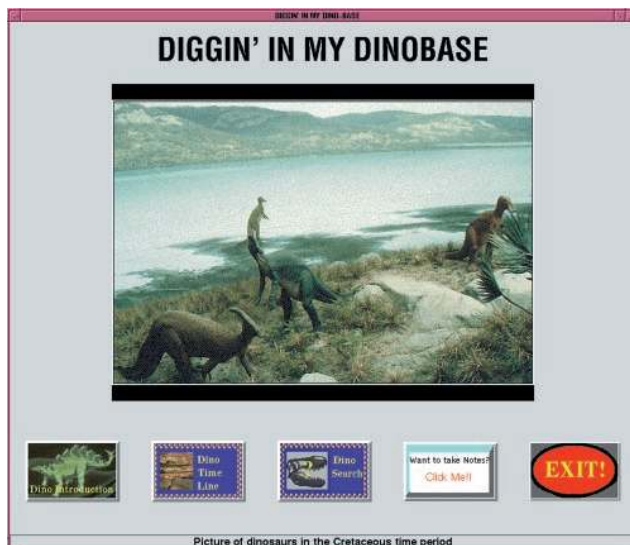 DIGGIN' IN MY DINO-BASE
DIGGIN' IN MY DINOBASE
Dino Introduction
Dino
Time
Line
Dino
Search
Want to take Notes?
Click Me!!
EXIT!
Picture of dinosaurs in the Cretaceous time period